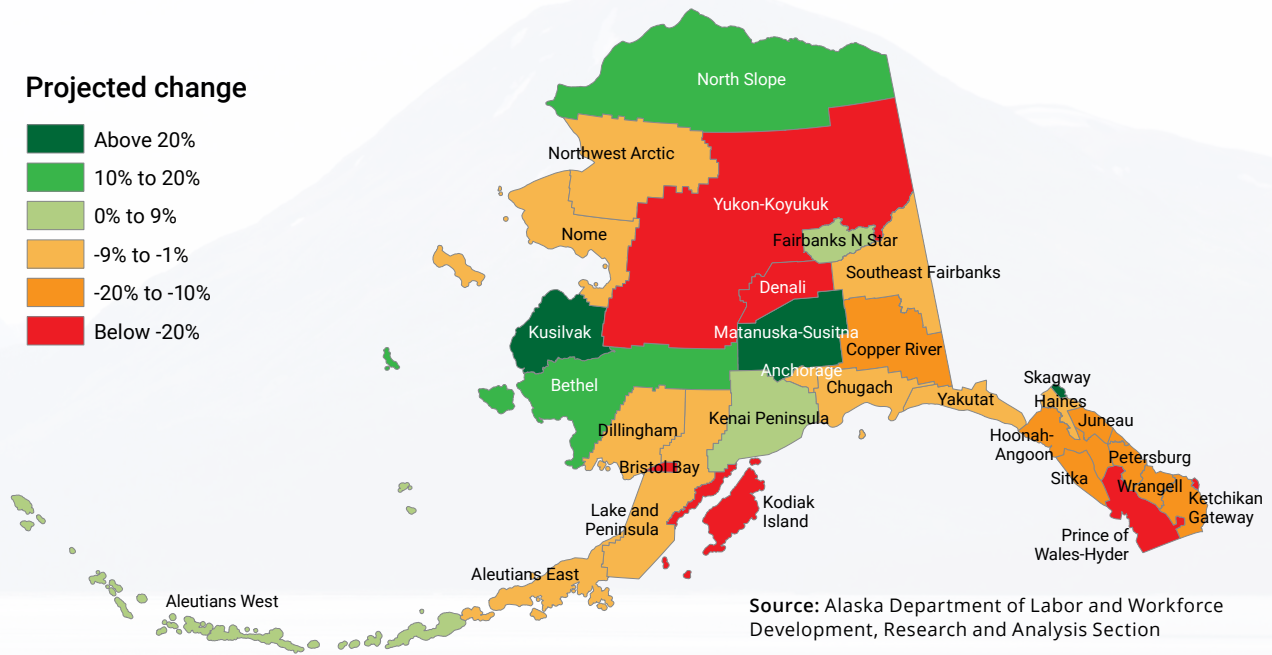 Projected change
Above 20%
10% to 20%
0% to 9%
-9% to -1%
-20% to -10%
Below -20%
North Slope
Northwest Arctic
Yukon-Koyukuk
Nome
Fairbanks N Star
Southeast Fairbanks
Denali
Kusilvak
Matanuska-Susitna
Copper River
Anchorage
Bethel
Chugach
Skagway
Haines
Yakutat
Juneau
Kenai Peninsula
Dillingham
Hoonah-
Angoon
Petersburg
Bristol Bay
Sitka
Wrangell
Ketchikan
Gateway
Kodiak
Island
Lake and
Peninsula
Prince of
Wales-Hyder
Aleutians East
Aleutians West
Source: Alaska Department of Labor and Workforce
Development, Research and Analysis Section